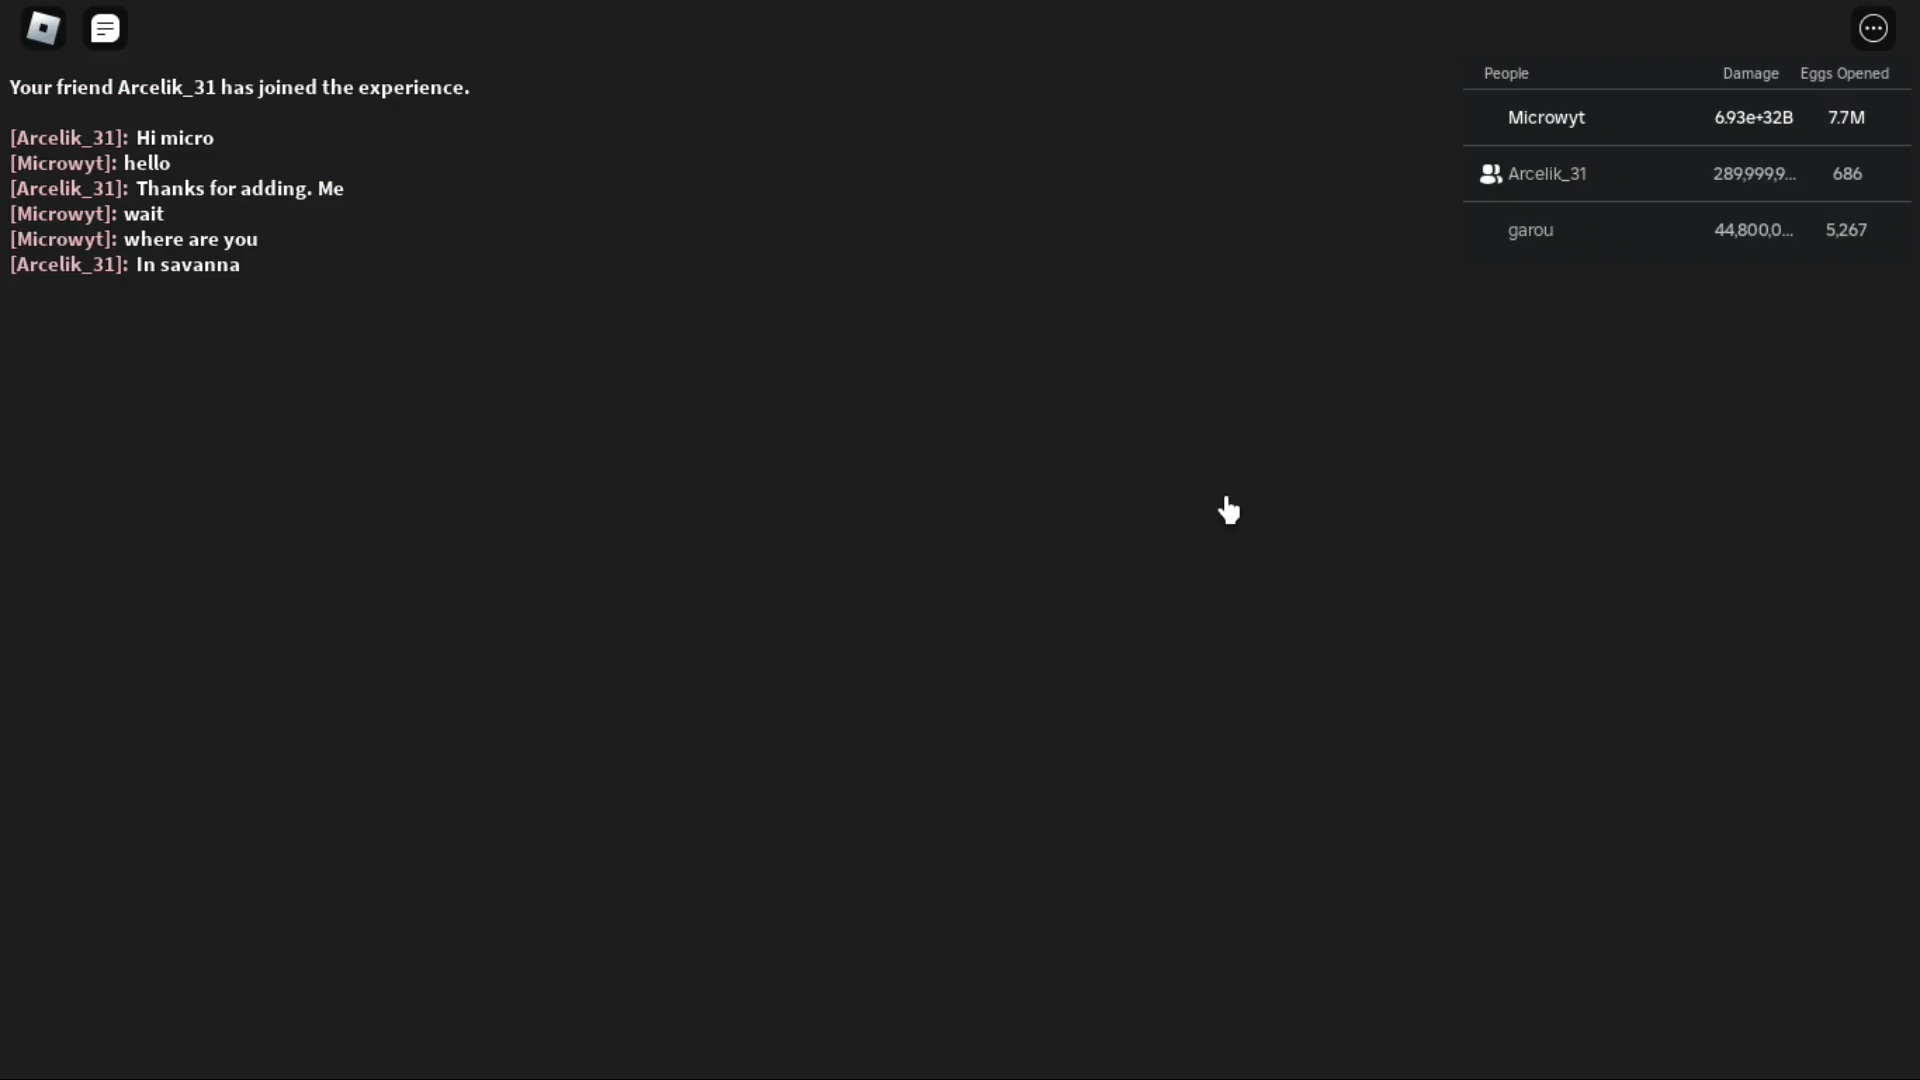 Your friend Arcelik_31 has joined the experience.
[Arcelik_31]: Hi micro
[Microwyt]: hello
[Arcelik_31]: Thanks for adding. Me
[Microwyt]: wait
[Microwyt]: where are you
[Arcelik_31]: In savanna
People Damage Eggs Opened
Microwyt 6.93e+32B 7.7M
Arcelik_31 289,999,9... 686
garou 44,800,0... 5,267